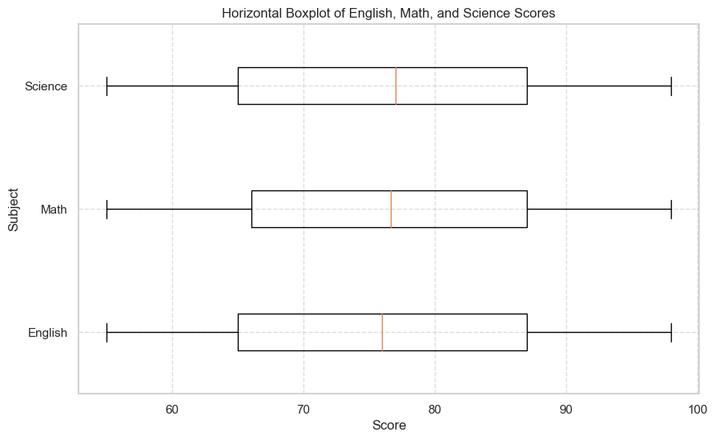 Horizontal Boxplot of English, Math, and Science Scores
Science
Math
English
Subject
60 70 80 90 100
Score